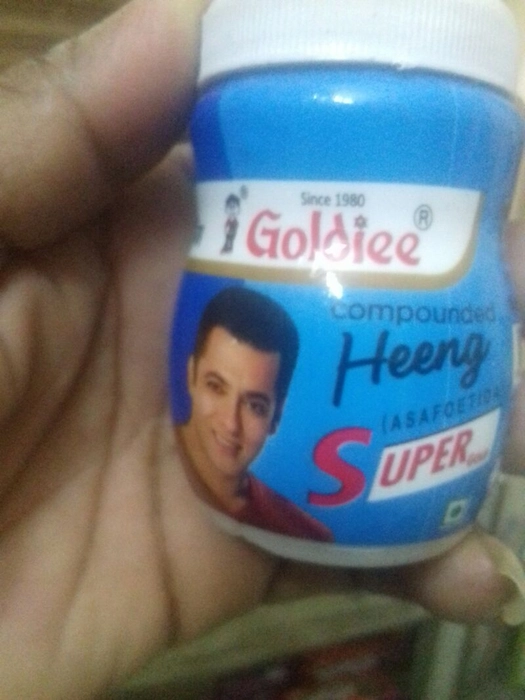 Since 1980
Goldiee®
Compounded
Heeng
(ASAFOETIDA
SUPER